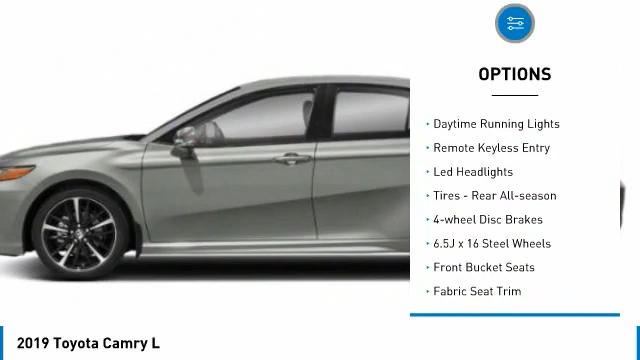 OPTIONS
Daytime Running Lights
Remote Keyless Entry
Led Headlights
Tires - Rear All-season
4-wheel Disc Brakes
6.5J x 16 Steel Wheels
Front Bucket Seats
Fabric Seat Trim
2019 Toyota Camry L